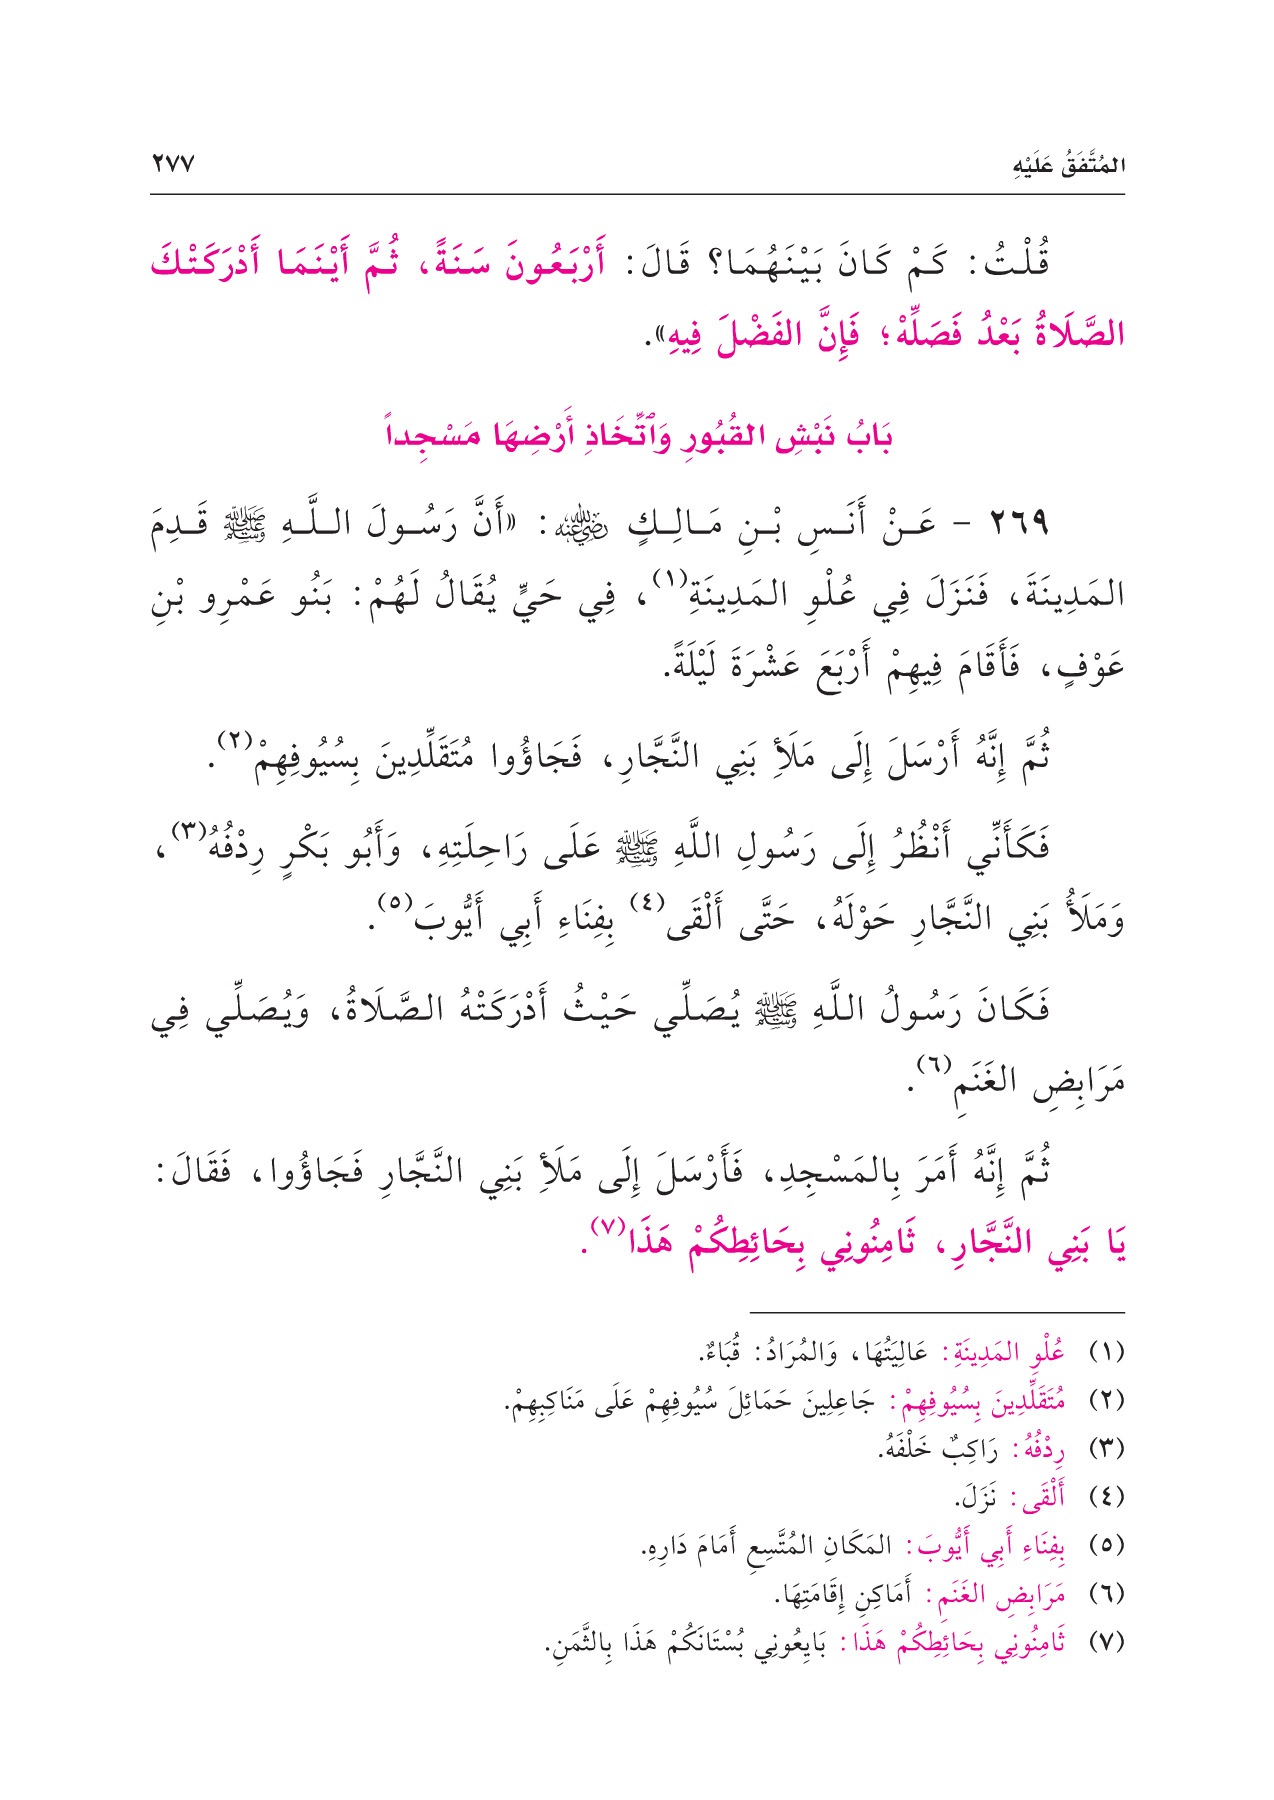 المُتَّفَقُ عَلَيْهِ ٢٧٧
قُلْتُ: كَمْ كَانَ بَيْنَهُمَا؟ قَالَ: أَرْبَعُونَ سَنَةً، ثُمَّ أَيْنَمَا أَدْرَكَتْكَ
الصَّلَاةُ بَعْدُ فَصَلِّهْ؛ فَإِنَّ الفَضْلَ فِيهِ».
بَابُ نَبْشِ القُبُورِ وَٱتِّخَاذِ أَرْضِهَا مَسْجِداً
٢٦٩ - عَنْ أَنَسِ بْنِ مَالِكٍ رضي الله عنه: «أَنَّ رَسُولَ اللَّهِ ﷺ قَدِمَ
المَدِينَةَ، فَنَزَلَ فِي عُلْوِ المَدِينَةِ(١)، فِي حَيٍّ يُقَالُ لَهُمْ: بَنُو عَمْرِو بْنِ
عَوْفٍ، فَأَقَامَ فِيهِمْ أَرْبَعَ عَشْرَةَ لَيْلَةً.
ثُمَّ إِنَّهُ أَرْسَلَ إِلَى مَلَأِ بَنِي النَّجَّارِ، فَجَاؤُوا مُتَقَلِّدِينَ بِسُيُوفِهِمْ(٢).
فَكَأَنِّي أَنْظُرُ إِلَى رَسُولِ اللَّهِ ﷺ عَلَى رَاحِلَتِهِ، وَأَبُو بَكْرٍ رِدْفُهُ(٣)،
وَمَلَأُ بَنِي النَّجَّارِ حَوْلَهُ، حَتَّى أَلْقَى(٤) بِفِنَاءِ أَبِي أَيُّوبَ(٥).
فَكَانَ رَسُولُ اللَّهِ ﷺ يُصَلِّي حَيْثُ أَدْرَكَتْهُ الصَّلَاةُ، وَيُصَلِّي فِي
مَرَابِضِ الغَنَمِ(٦).
ثُمَّ إِنَّهُ أَمَرَ بِالمَسْجِدِ، فَأَرْسَلَ إِلَى مَلَأِ بَنِي النَّجَّارِ فَجَاؤُوا، فَقَالَ:
يَا بَنِي النَّجَّارِ، ثَامِنُونِي بِحَائِطِكُمْ هَذَا(٧).
(١) عُلْوِ المَدِينَةِ: عَالِيَتُهَا، وَالمُرَادُ: قُبَاءٌ.
(٢) مُتَقَلِّدِينَ بِسُيُوفِهِمْ: جَاعِلِينَ حَمَائِلَ سُيُوفِهِمْ عَلَى مَنَاكِبِهِمْ.
(٣) رِدْفُهُ: رَاكِبٌ خَلْفَهُ.
(٤) أَلْقَى: نَزَلَ.
(٥) بِفِنَاءِ أَبِي أَيُّوبَ: المَكَانِ المُتَّسِعِ أَمَامَ دَارِهِ.
(٦) مَرَابِضِ الغَنَمِ: أَمَاكِنِ إِقَامَتِهَا.
(٧) ثَامِنُونِي بِحَائِطِكُمْ هَذَا: بَايِعُونِي بُسْتَانَكُمْ هَذَا بِالثَّمَنِ.